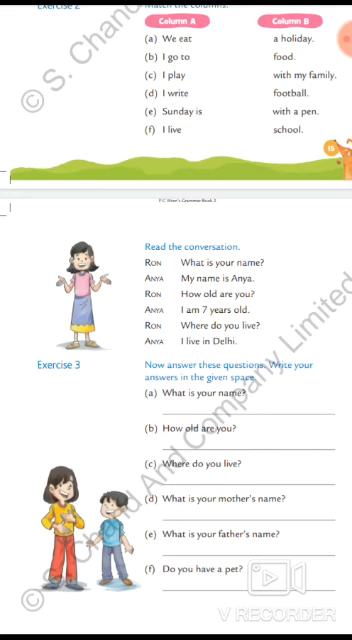 Exercise 2 Match the columns.
Column A Column B
(a) We eat a holiday.
(b) I go to food.
(c) I play with my family.
(d) I write football.
(e) Sunday is with a pen.
(f) I live school.
15
Read the conversation.
RON What is your name?
ANYA My name is Anya.
RON How old are you?
ANYA I am 7 years old.
RON Where do you live?
ANYA I live in Delhi.
Exercise 3 Now answer these questions. Write your
answers in the given space.
(a) What is your name?
(b) How old are you?
(c) Where do you live?
(d) What is your mother's name?
(e) What is your father's name?
(f) Do you have a pet?
© S. Chand And Company Limited
V RECORDER